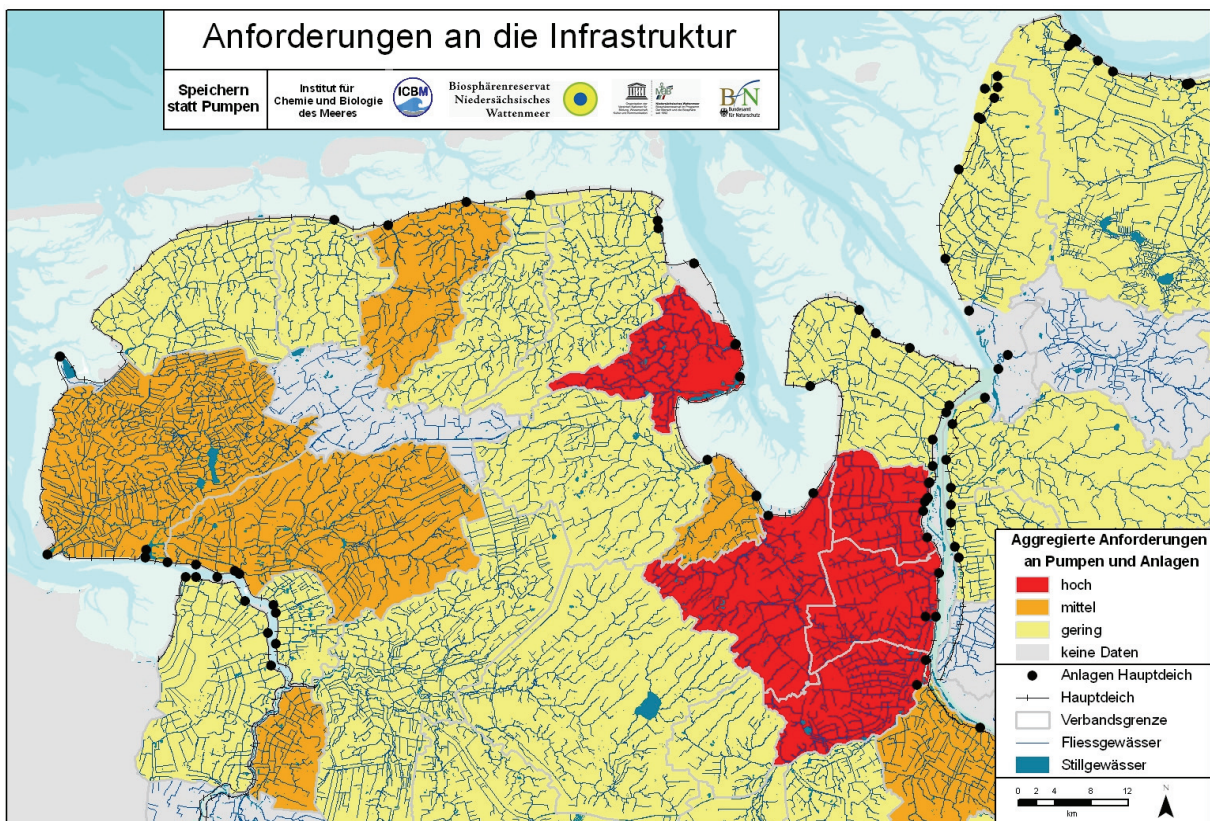 Anforderungen an die Infrastruktur
Speichern
statt Pumpen
Institut für
Chemie und Biologie
des Meeres
ICBM
Biosphärenreservat
Niedersächsisches
Wattenmeer
BfN
Bundesamt
für Naturschutz
Aggregierte Anforderungen
an Pumpen und Anlagen
hoch
mittel
gering
keine Daten
Anlagen Hauptdeich
Hauptdeich
Verbandsgrenze
Fliessgewässer
Stillgewässer
0 2 4 8 12
km
N